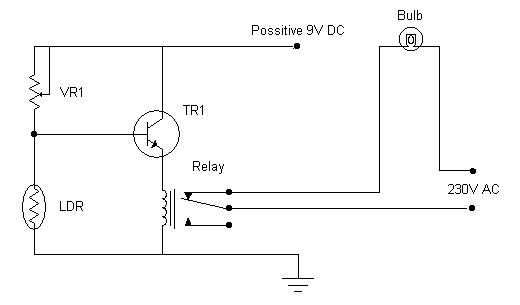 Bulb
Possitive 9V DC
VR1
TR1
Relay
230V AC
LDR